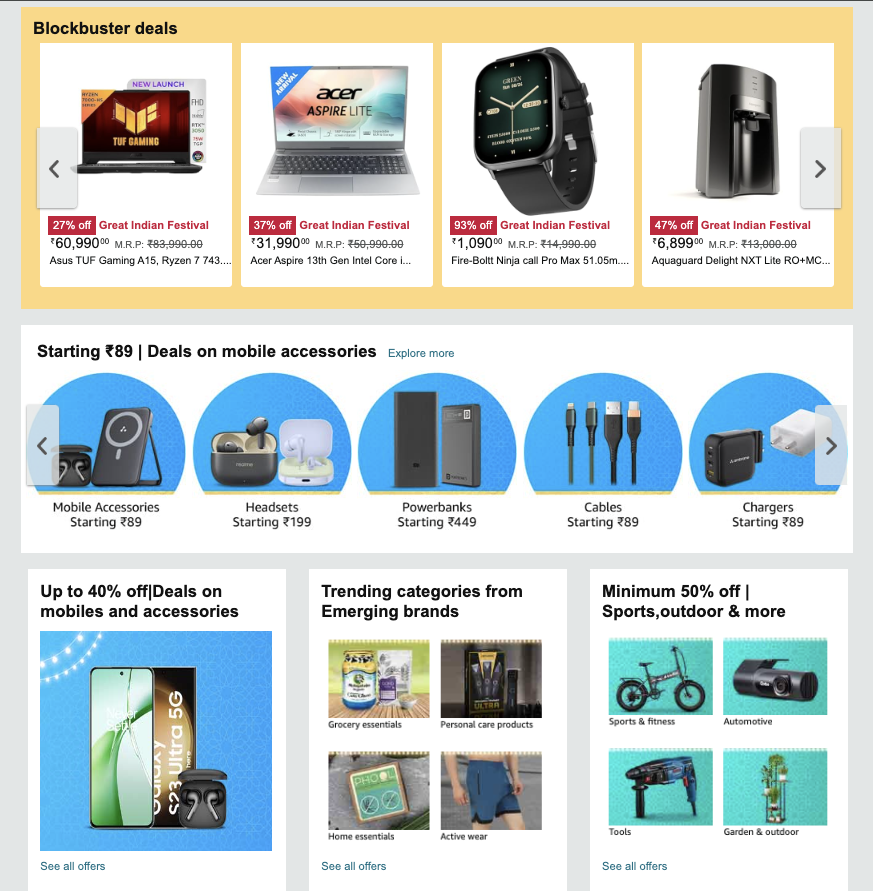 Blockbuster deals
NEW LAUNCH
RYZEN
FHD
RTX™
3050
TUF GAMING
NEW
ARRIVAL
acer
ASPIRE LITE
GREEN
27% off Great Indian Festival
₹60,990.00 M.R.P: ₹83,990.00
Asus TUF Gaming A15, Ryzen 7 743....
37% off Great Indian Festival
₹31,990.00 M.R.P: ₹50,990.00
Acer Aspire 13th Gen Intel Core i...
93% off Great Indian Festival
₹1,090.00 M.R.P: ₹14,990.00
Fire-Boltt Ninja call Pro Max 51.05m....
47% off Great Indian Festival
₹6,899.00 M.R.P: ₹13,000.00
Aquaguard Delight NXT Lite RO+MC...
Starting ₹89 | Deals on mobile accessories Explore more
realme
Mobile Accessories
Starting ₹89
Headsets
Starting ₹199
Powerbanks
Starting ₹449
Cables
Starting ₹89
Chargers
Starting ₹89
Up to 40% off|Deals on
mobiles and accessories
Galaxy
S23 Ultra 5G
See all offers
Trending categories from
Emerging brands
ULTRA
Grocery essentials
Personal care products
PHOOL
Home essentials
Active wear
See all offers
Minimum 50% off |
Sports,outdoor & more
Sports & fitness
Automotive
Tools
Garden & outdoor
See all offers